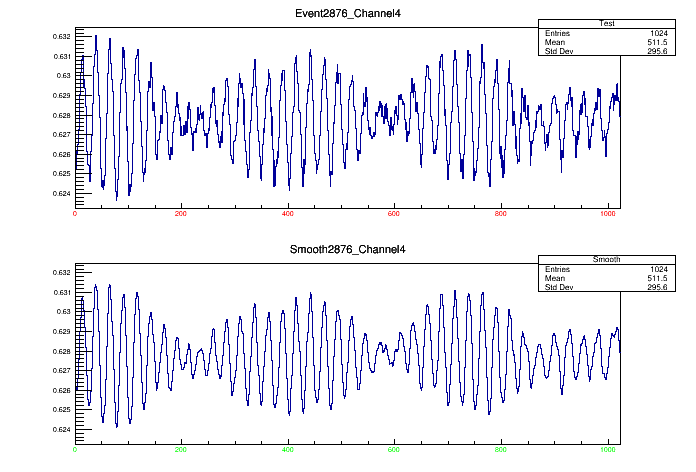 Event2876_Channel4
Test
Entries 1024
Mean 511.5
Std Dev 295.6
0.632
0.631
0.63
0.629
0.628
0.627
0.626
0.625
0.624
0 200 400 600 800 1000
Smooth2876_Channel4
Smooth
Entries 1024
Mean 511.5
Std Dev 295.6
0.632
0.631
0.63
0.629
0.628
0.627
0.626
0.625
0.624
0 200 400 600 800 1000